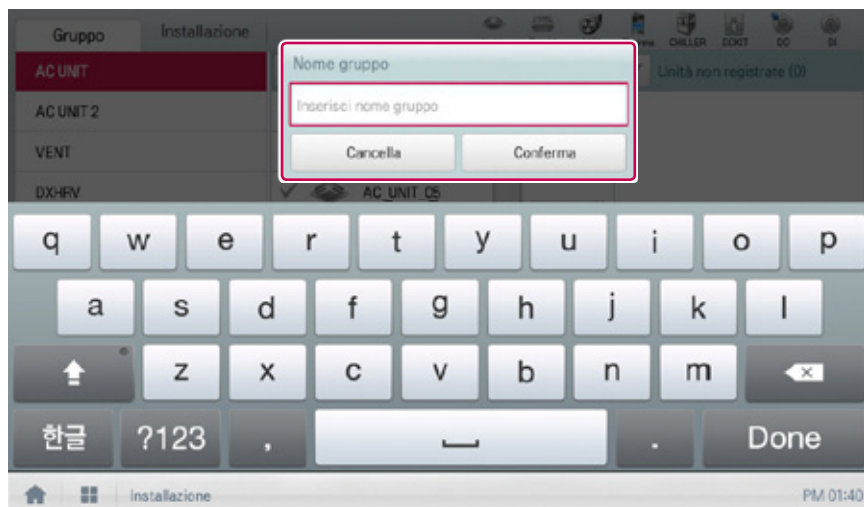 Gruppo Installazione
CHILLER DOKIT DO DI
AC UNIT
Unità non registrate (0)
Nome gruppo
Inserisci nome gruppo
Cancella Conferma
AC UNIT 2
VENT
DXHRV
AC_UNIT_05
q w e r t y u i o p
a s d f g h j k l
z x c v b n m
한글 ?123 , . Done
Installazione PM 01:40